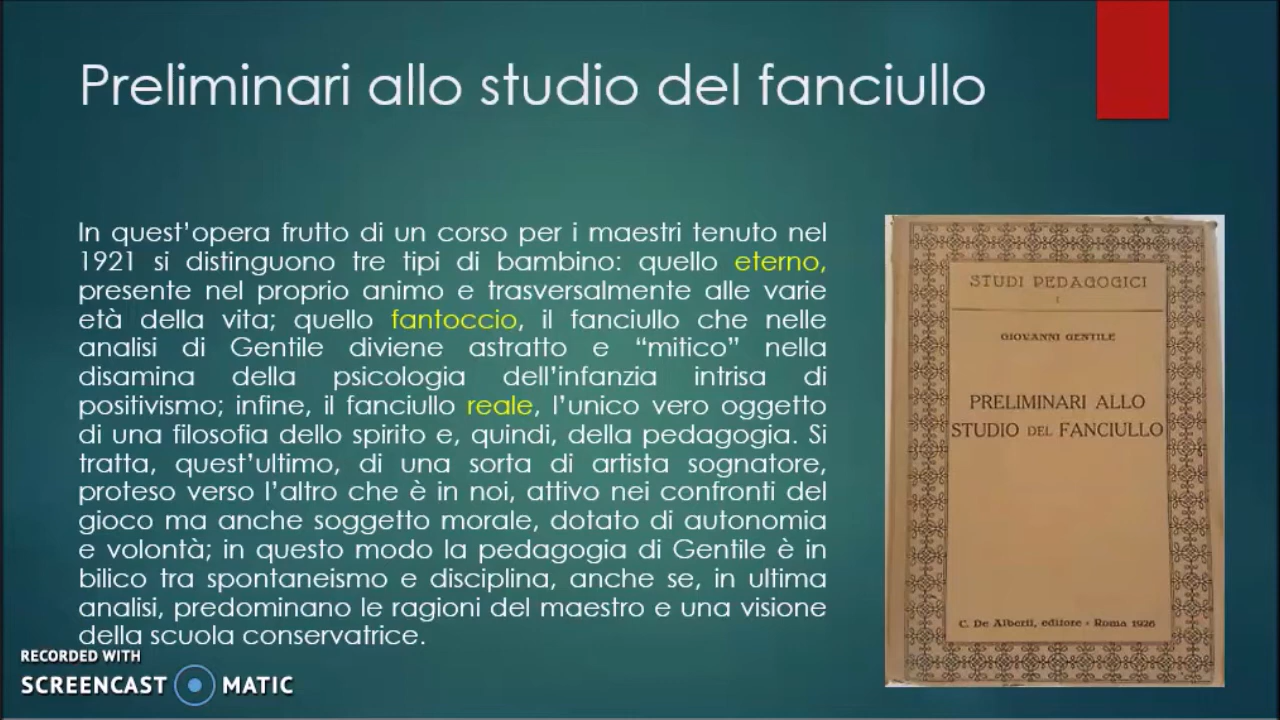 Preliminari allo studio del fanciullo
In quest’opera frutto di un corso per i maestri tenuto nel
1921 si distinguono tre tipi di bambino: quello eterno,
presente nel proprio animo e trasversalmente alle varie
età della vita; quello fantoccio, il fanciullo che nelle
analisi di Gentile diviene astratto e “mitico” nella
disamina della psicologia dell’infanzia intrisa di
positivismo; infine, il fanciullo reale, l’unico vero oggetto
di una filosofia dello spirito e, quindi, della pedagogia. Si
tratta, quest’ultimo, di una sorta di artista sognatore,
proteso verso l’altro che è in noi, attivo nei confronti del
gioco ma anche soggetto morale, dotato di autonomia
e volontà; in questo modo la pedagogia di Gentile è in
bilico tra spontaneismo e disciplina, anche se, in ultima
analisi, predominano le ragioni del maestro e una visione
della scuola conservatrice.
STUDI PEDAGOGICI
I
GIOVANNI GENTILE
PRELIMINARI ALLO
STUDIO DEL FANCIULLO
C. De Alberti, editore - Roma 1926
RECORDED WITH
SCREENCAST MATIC